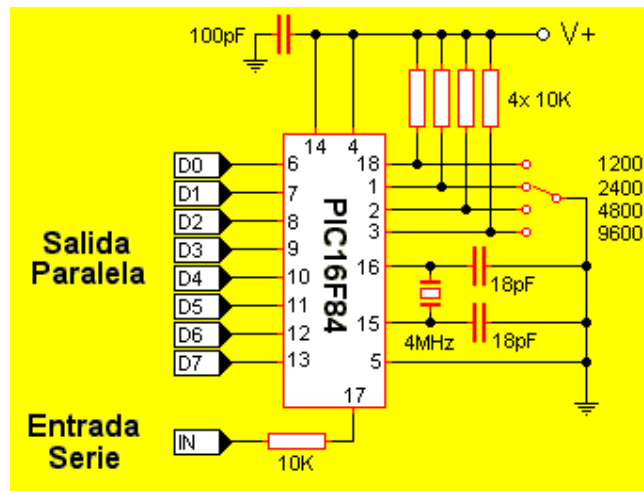 100pF
V+
4x 10K
14
4
PIC16F84
D0
6
18
1200
D1
7
1
2400
D2
8
2
4800
D3
9
3
9600
Salida
Paralela
D4
10
16
18pF
D5
11
4MHz
D6
12
15
18pF
D7
13
5
17
Entrada
Serie
IN
10K